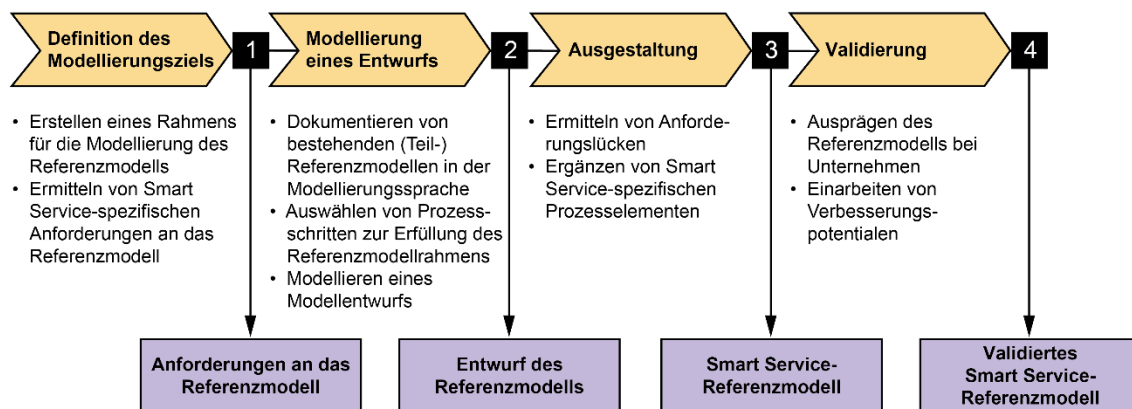 Definition des
Modellierungsziels
1
Modellierung
eines Entwurfs
2
Ausgestaltung
3
Validierung
4
• Erstellen eines Rahmens
für die Modellierung des
Referenzmodells
• Ermitteln von Smart
Service-spezifischen
Anforderungen an das
Referenzmodell
• Dokumentieren von
bestehenden (Teil-)
Referenzmodellen in der
Modellierungssprache
• Auswählen von Prozess-
schritten zur Erfüllung des
Referenzmodellrahmens
• Modellieren eines
Modellentwurfs
• Ermitteln von Anforde-
rungslücken
• Ergänzen von Smart
Service-spezifischen
Prozesselementen
• Ausprägen des
Referenzmodells bei
Unternehmen
• Einarbeiten von
Verbesserungs-
potentialen
Anforderungen an das
Referenzmodell
Entwurf des
Referenzmodells
Smart Service-
Referenzmodell
Validiertes
Smart Service-
Referenzmodell